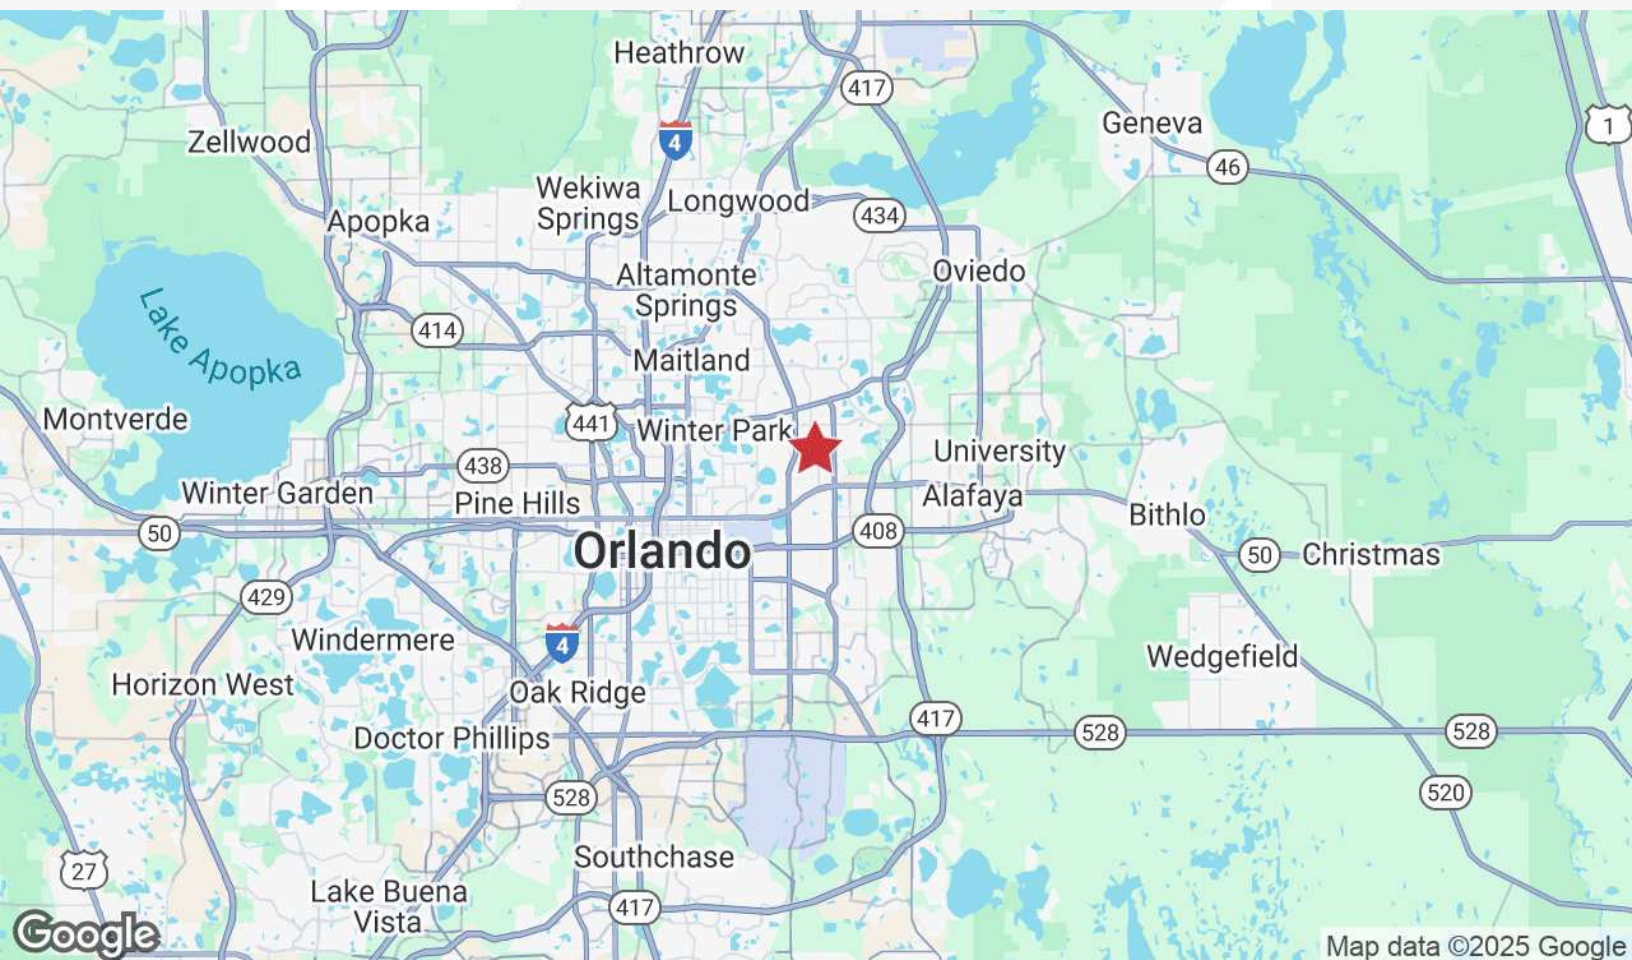 Heathrow
417
Geneva
1
4
Zellwood
46
Wekiwa
Springs
Longwood
434
Apopka
Altamonte
Springs
Oviedo
Lake Apopka
414
Maitland
Montverde
441
Winter Park
University
438
Winter Garden
Pine Hills
Alafaya
Bithlo
50
Orlando
408
50
Christmas
429
Windermere
4
Wedgefield
Horizon West
Oak Ridge
417
528
528
Doctor Phillips
528
520
Southchase
27
Lake Buena
Vista
417
Google
Map data ©2025 Google